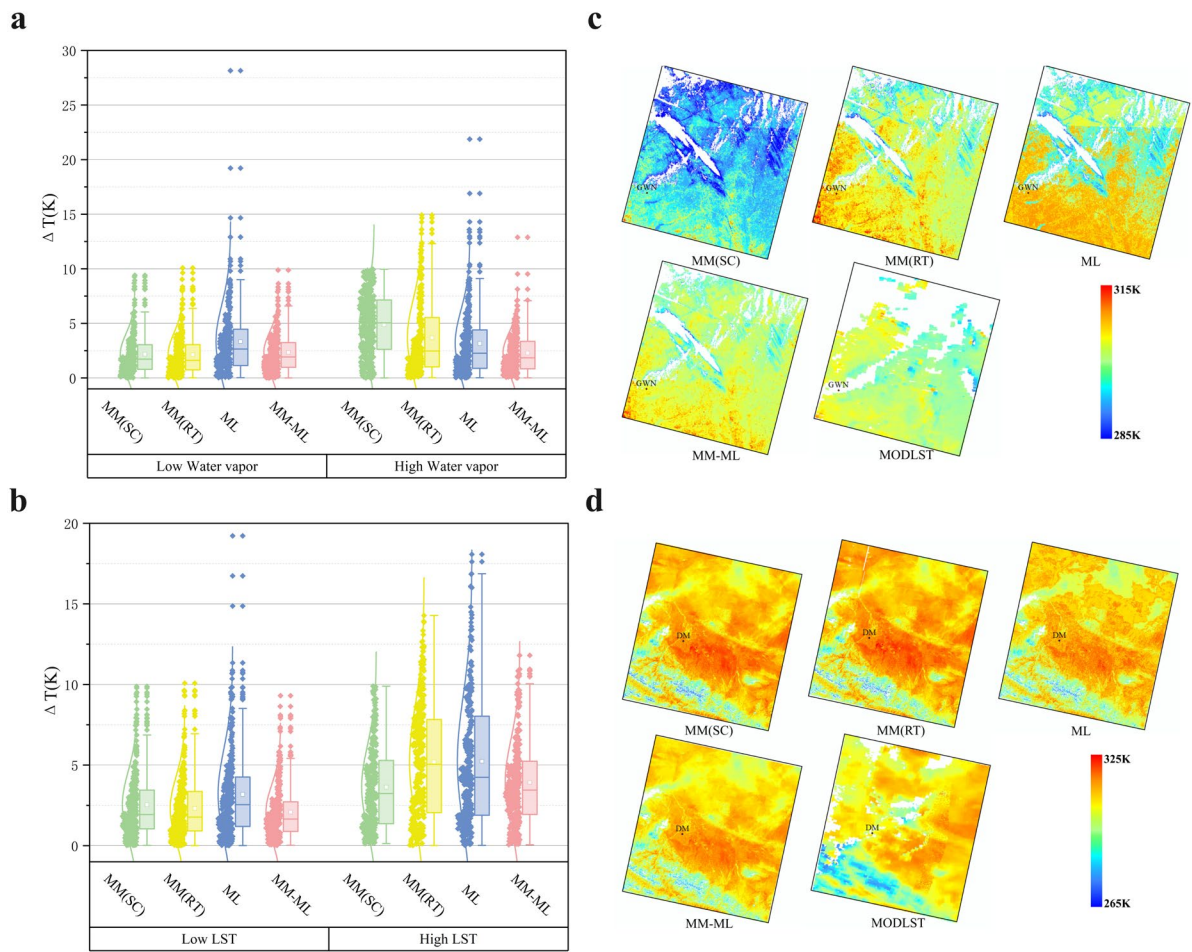 a
30
25
20
15
10
5
0
Δ T(K)
MM(SC)
MM(RT)
ML
MM-ML
MM(SC)
MM(RT)
ML
MM-ML
Low Water vapor
High Water vapor
b
20
15
10
5
0
Δ T(K)
MM(SC)
MM(RT)
ML
MM-ML
MM(SC)
MM(RT)
ML
MM-ML
Low LST
High LST
c
GWN
GWN
GWN
MM(SC)
MM(RT)
ML
GWN
GWN
MM-ML
MODLST
315K
285K
d
DM
DM
DM
MM(SC)
MM(RT)
ML
DM
DM
MM-ML
MODLST
325K
265K